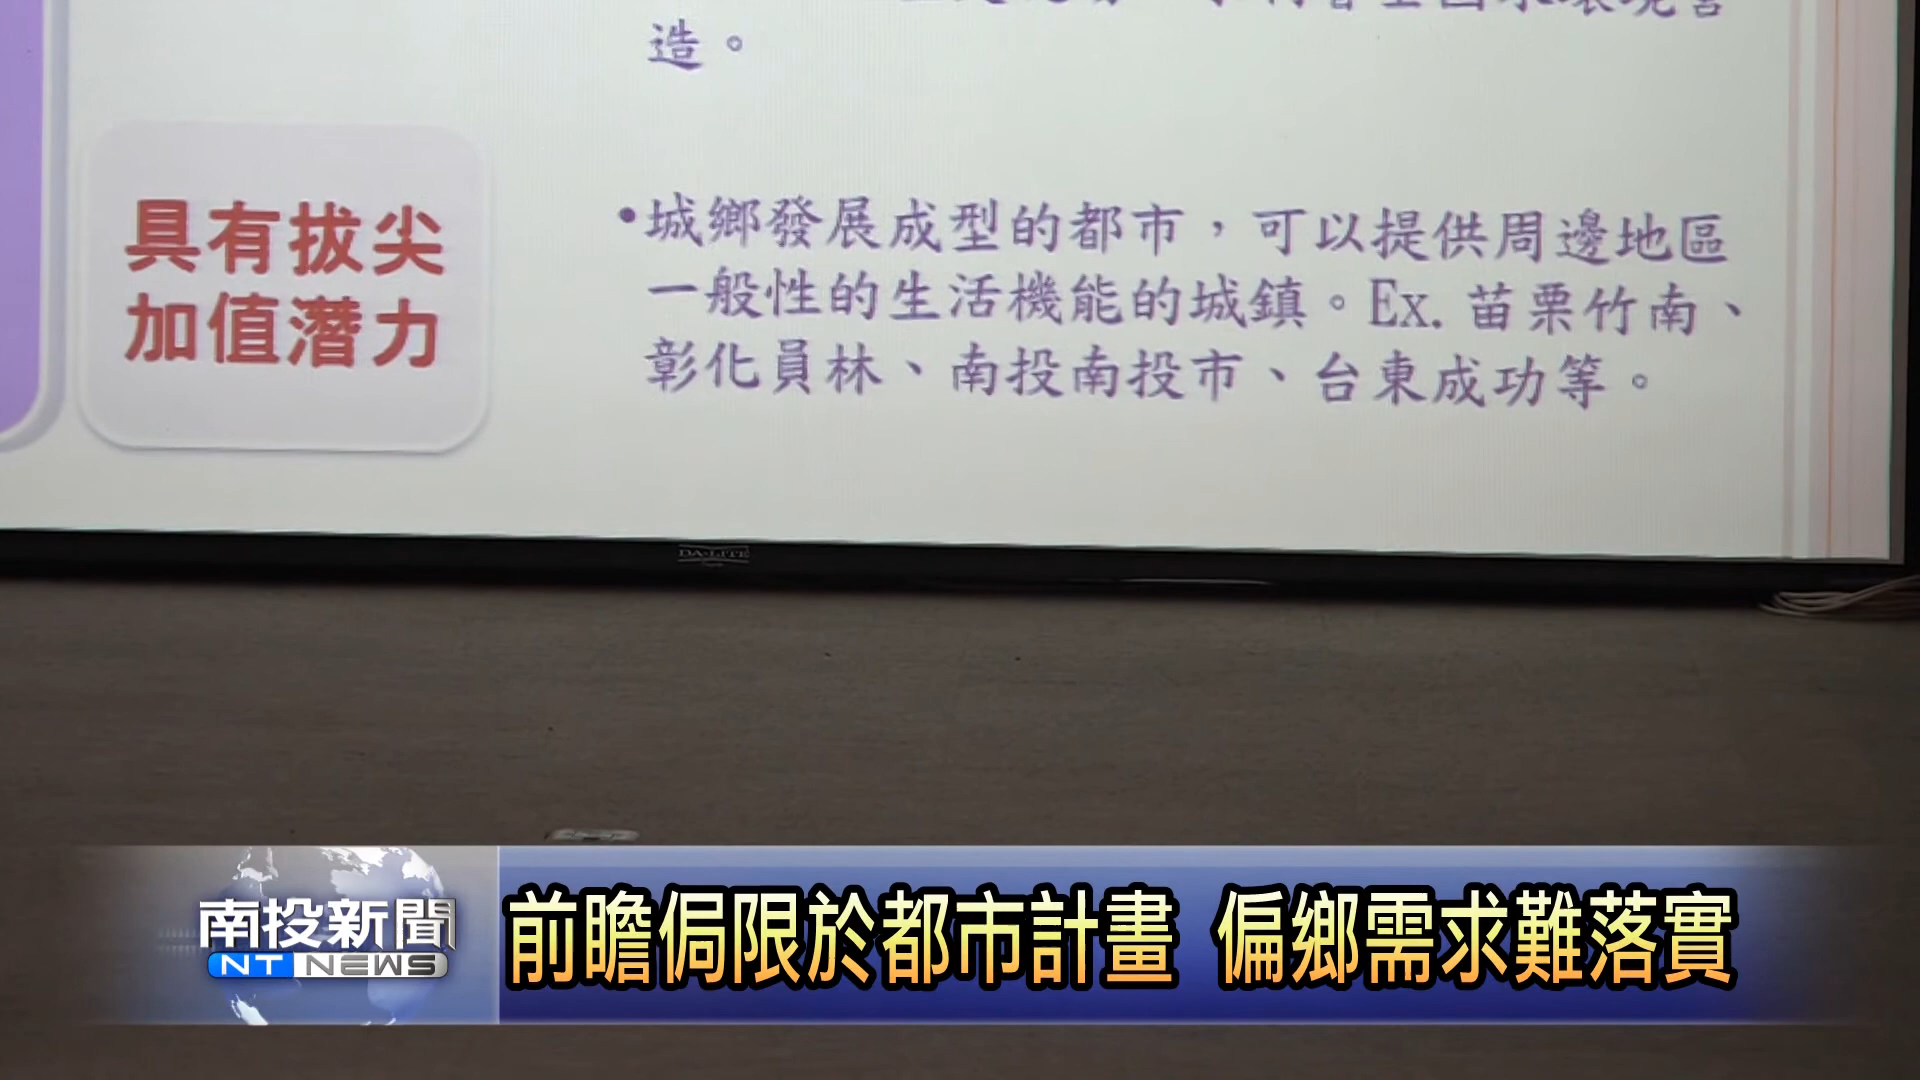 造。
具有拔尖
加值潛力
•城鄉發展成型的都市，可以提供周邊地區
一般性的生活機能的城鎮。Ex. 苗栗竹南、
彰化員林、南投南投市、台東成功等。
DA-LITE
南投新聞
NT NEWS
前瞻侷限於都市計畫 偏鄉需求難落實